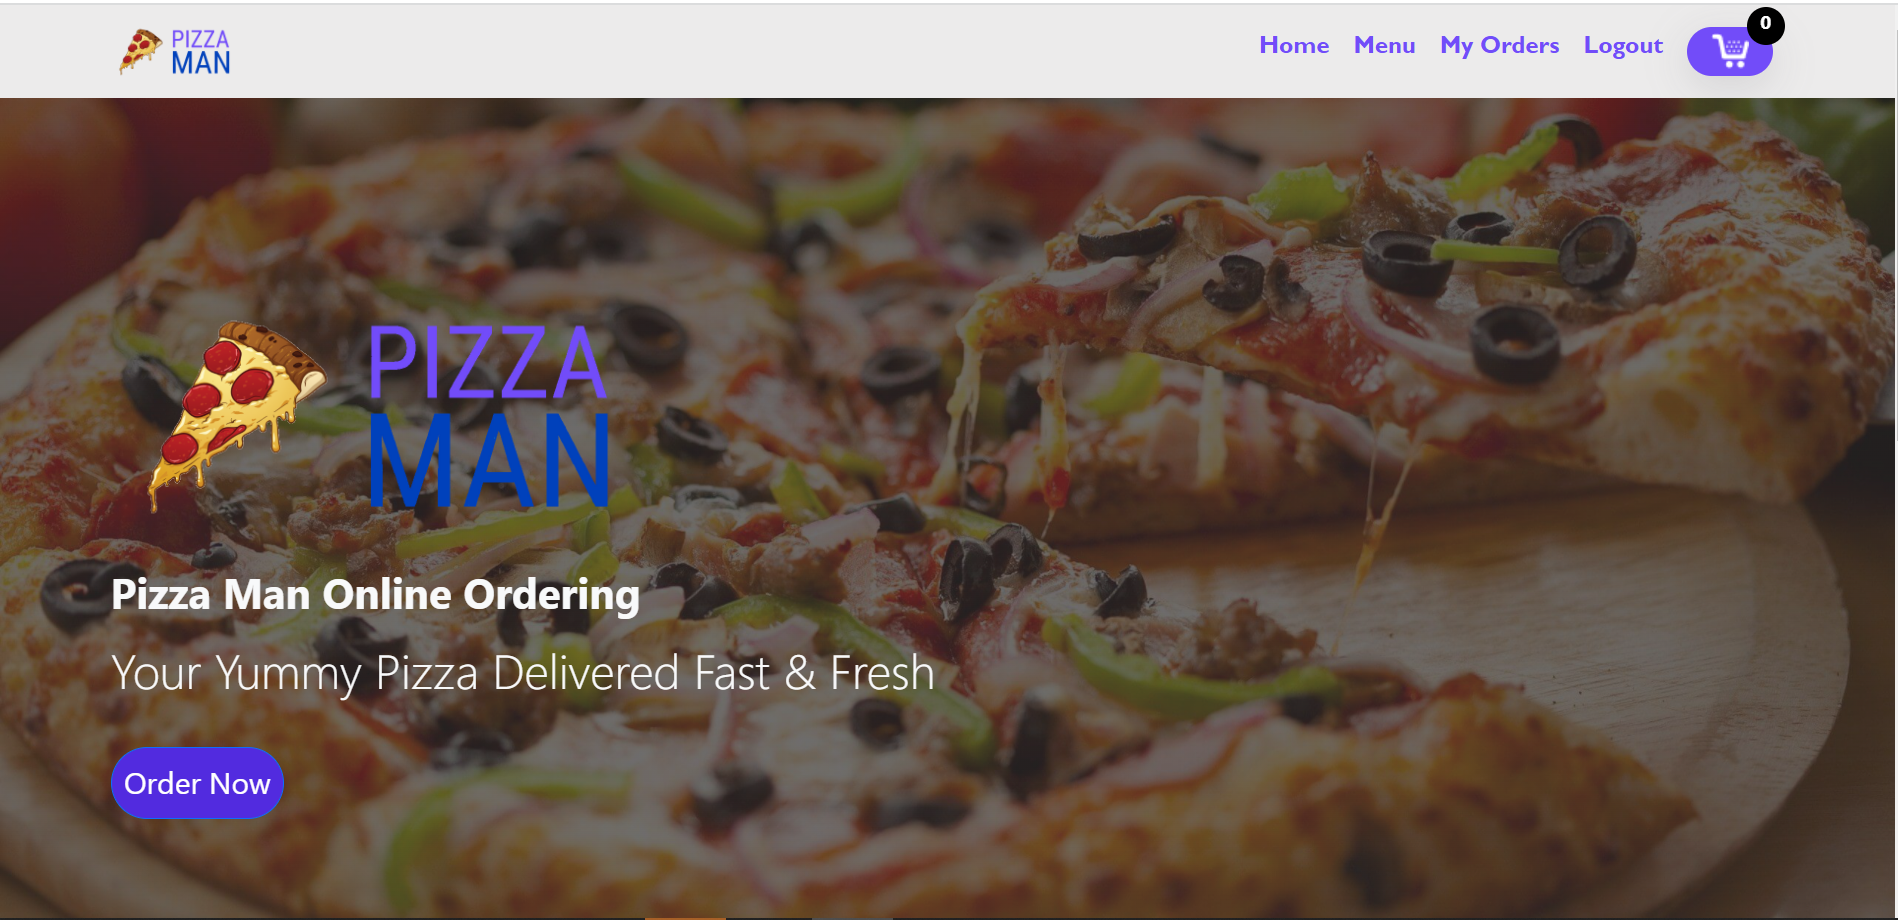 PIZZA
MAN
Home Menu My Orders Logout
0
PIZZA
MAN
Pizza Man Online Ordering
Your Yummy Pizza Delivered Fast & Fresh
Order Now